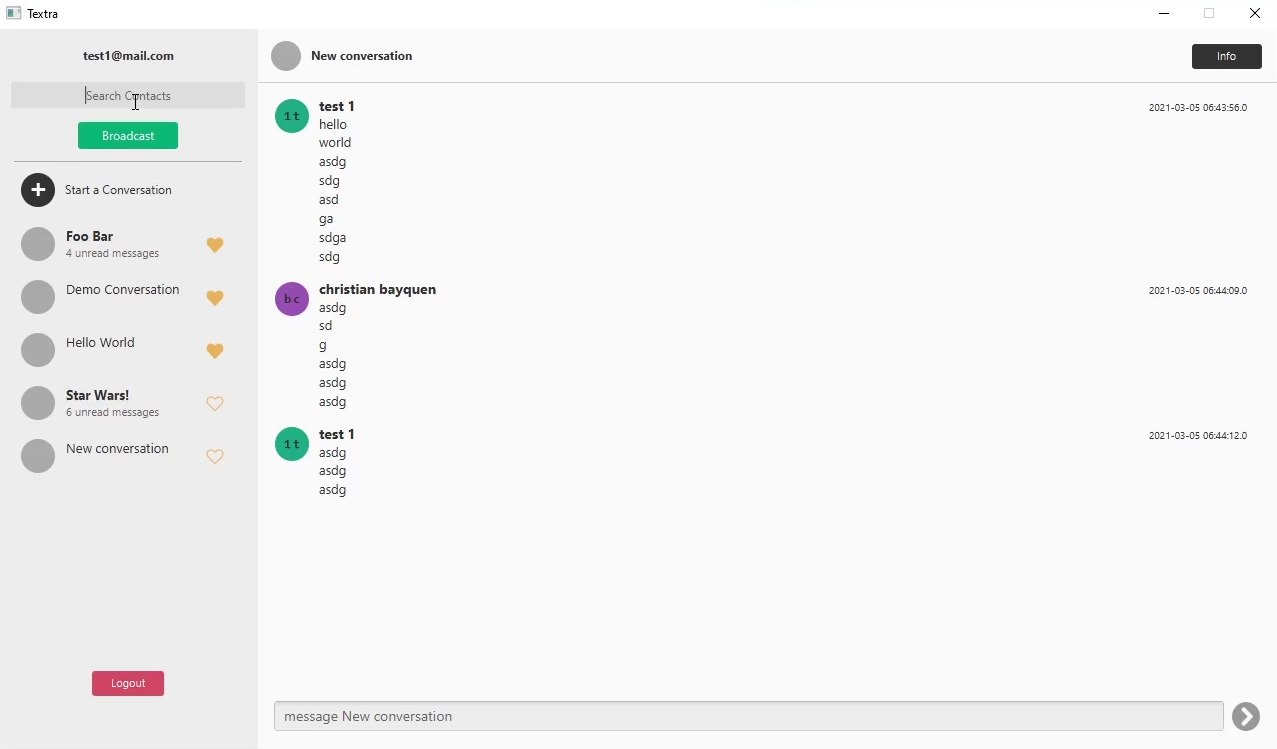 Textra
test1@mail.com
Search Contacts
Broadcast
Start a Conversation
Foo Bar
4 unread messages
Demo Conversation
Hello World
Star Wars!
6 unread messages
New conversation
Logout
New conversation
Info
1t
test 1
2021-03-05 06:43:56.0
hello
world
asdg
sdg
asd
ga
sdga
sdg
bc
christian bayquen
2021-03-05 06:44:09.0
asdg
sd
g
asdg
asdg
asdg
1t
test 1
2021-03-05 06:44:12.0
asdg
asdg
asdg
message New conversation